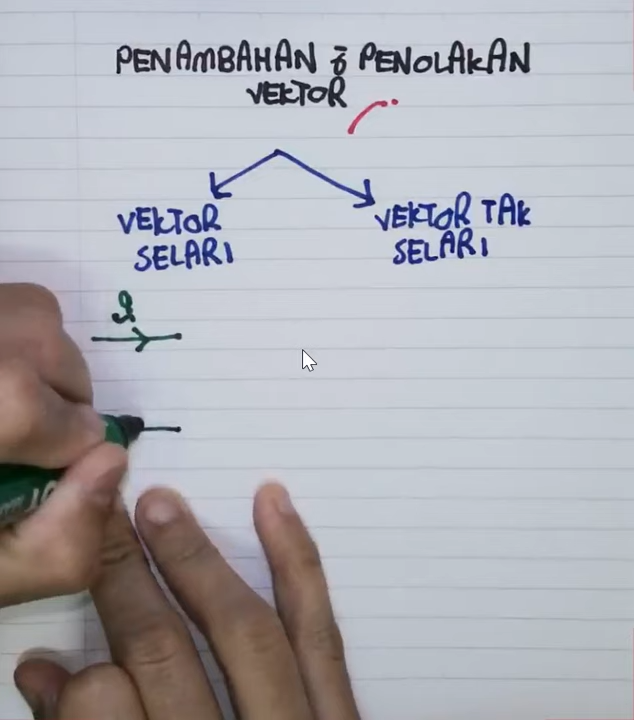 PENAMBAHAN & PENOLAKAN
VEKTOR
VEKTOR
SELARI
VEKTOR TAK
SELARI
a